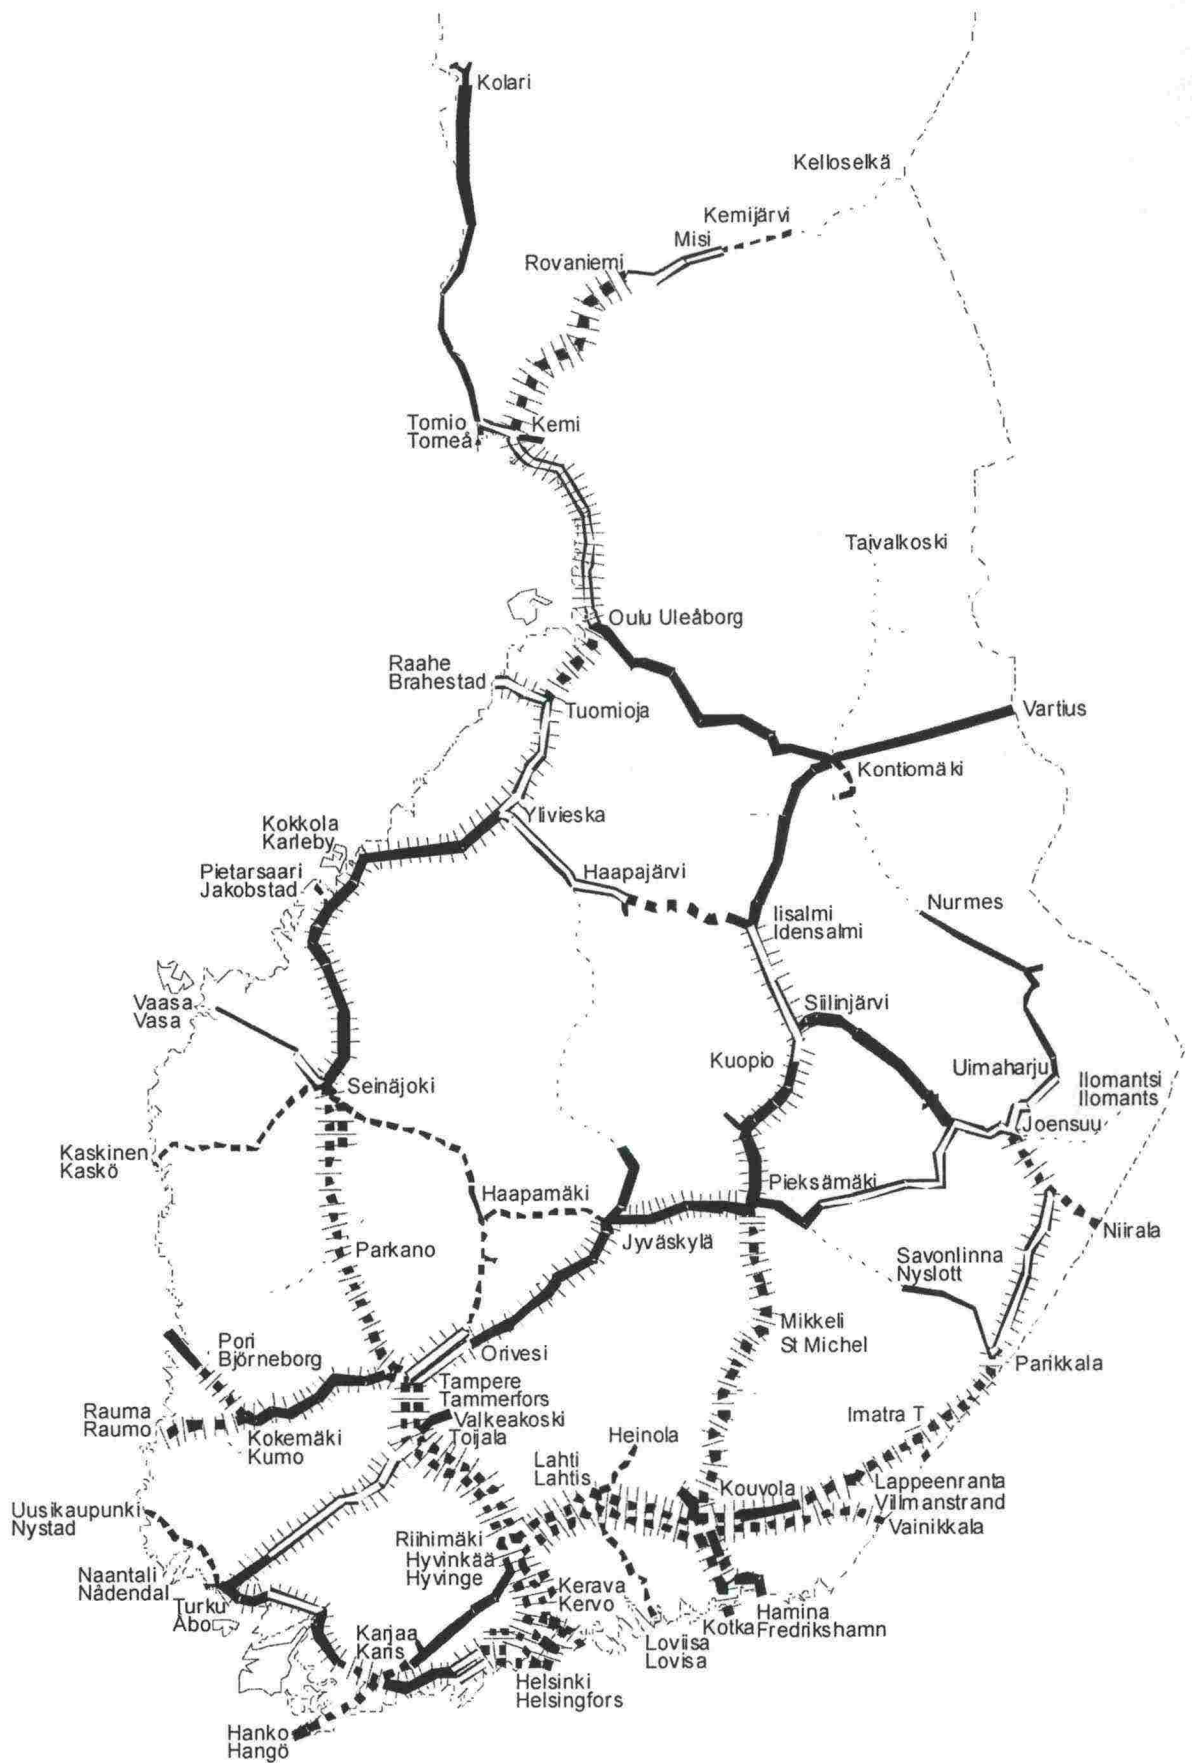 Kolari
Kelloselkä
Kemijärvi
Misi
Rovaniemi
Tornio
Torneå
Kemi
Taivalkoski
Oulu Uleåborg
Raahe
Brahestad
Tuomioja
Vartius
Kontiomäki
Ylivieska
Kokkola
Karleby
Pietarsaari
Jakobstad
Haapajärvi
Iisalmi
Idensalmi
Nurmes
Vaasa
Vasa
Siilinjärvi
Kuopio
Uimaharju
Ilomantsi
Ilomants
Seinäjoki
Joensuu
Kaskinen
Kaskö
Haapamäki
Pieksämäki
Jyväskylä
Niirala
Parkano
Savonlinna
Nyslott
Mikkeli
St Michel
Pori
Björneborg
Orivesi
Parikkala
Tampere
Tammerfors
Valkeakoski
Toijala
Rauma
Raumo
Kokemäki
Kumo
Imatra T
Heinola
Lahti
Lahtis
Kouvola
Lappeenranta
Villmanstrand
Vainikkala
Uusikaupunki
Nystad
Riihimäki
Hyvinkää
Hyvinge
Naantali
Nådendal
Turku
Åbo
Kerava
Kervo
Hamina
Fredrikshamn
Kotka
Karjaa
Karis
Loviisa
Lovisa
Helsinki
Helsingfors
Hanko
Hangö